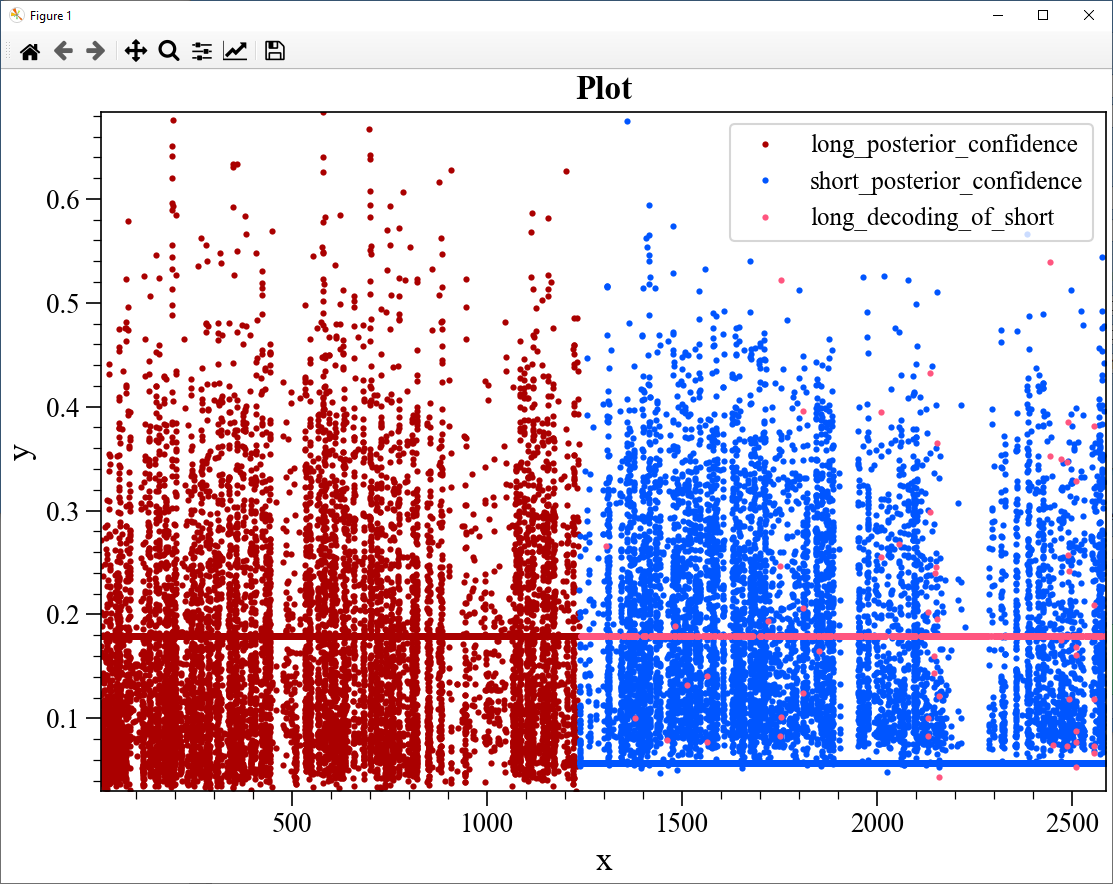 Figure 1
Plot
long_posterior_confidence
short_posterior_confidence
long_decoding_of_short
0.6
0.5
0.4
0.3
0.2
0.1
y
500
1000
1500
2000
2500
x